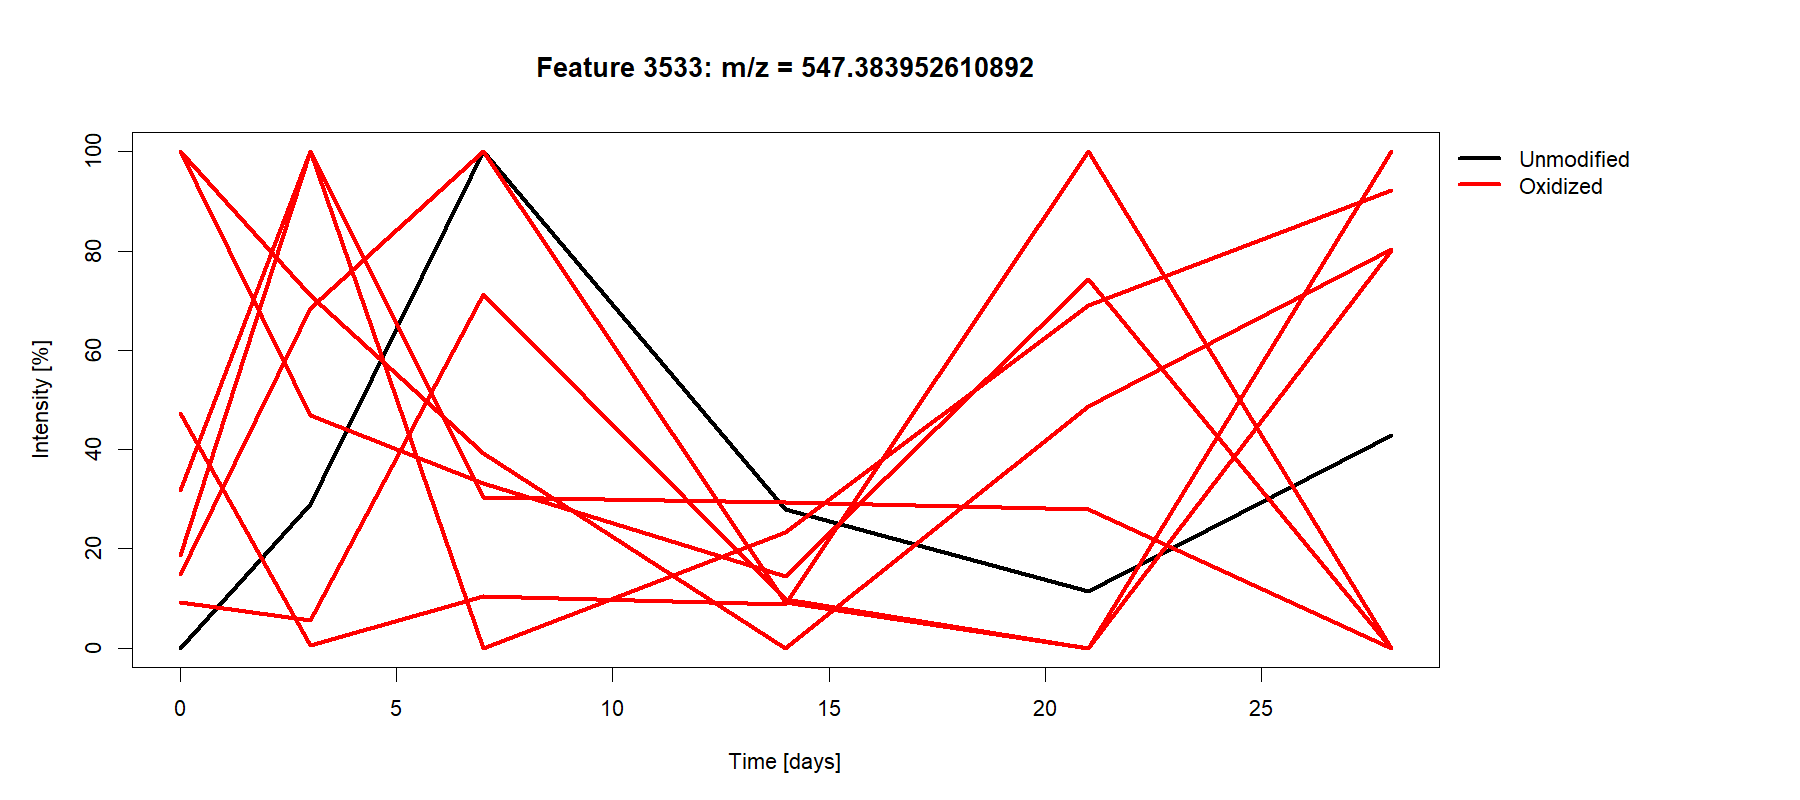 Feature 3533: m/z = 547.383952610892
Unmodified
Oxidized
Intensity [%]
100
80
60
40
20
0
0 5 10 15 20 25
Time [days]